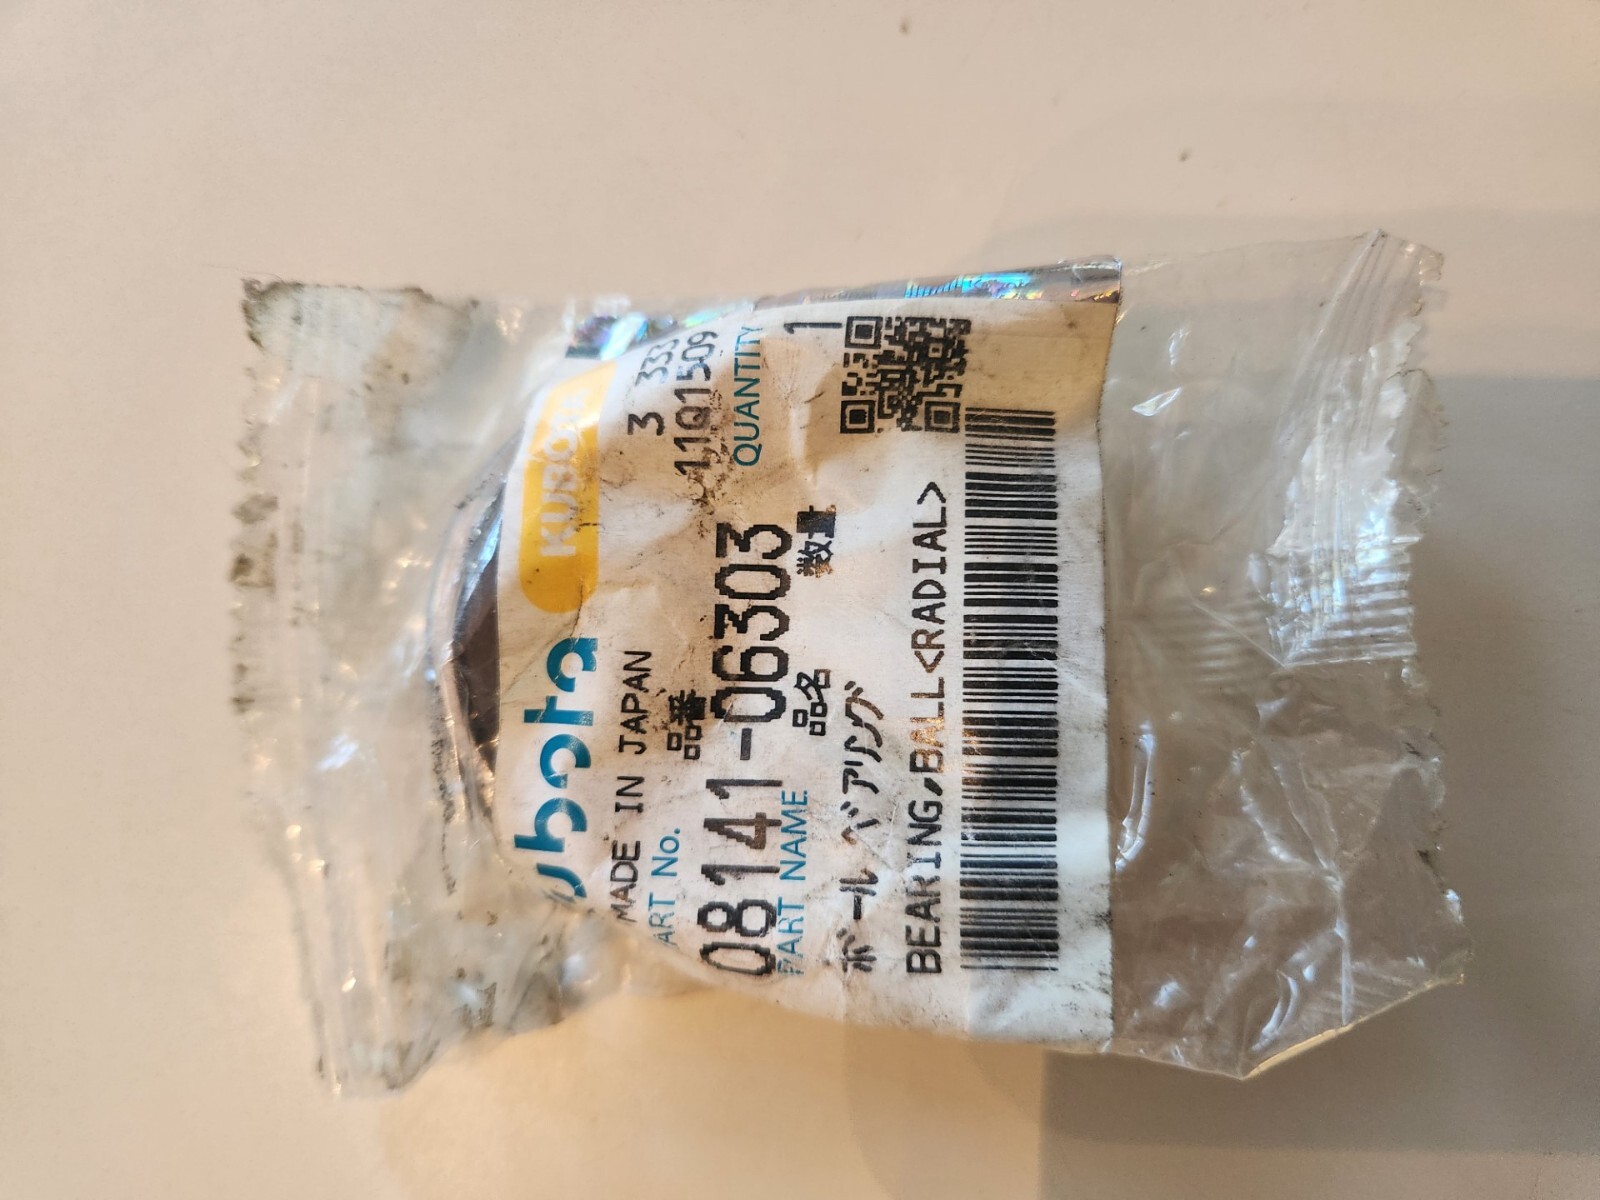 Kubota KUBOTA
MADE IN JAPAN 3 333
PART No. 品番 11Q1509
08141-06303 QUANTITY
PART NAME 品名 数量 1
ボール ベアリング
BEARING,BALL<RADIAL>